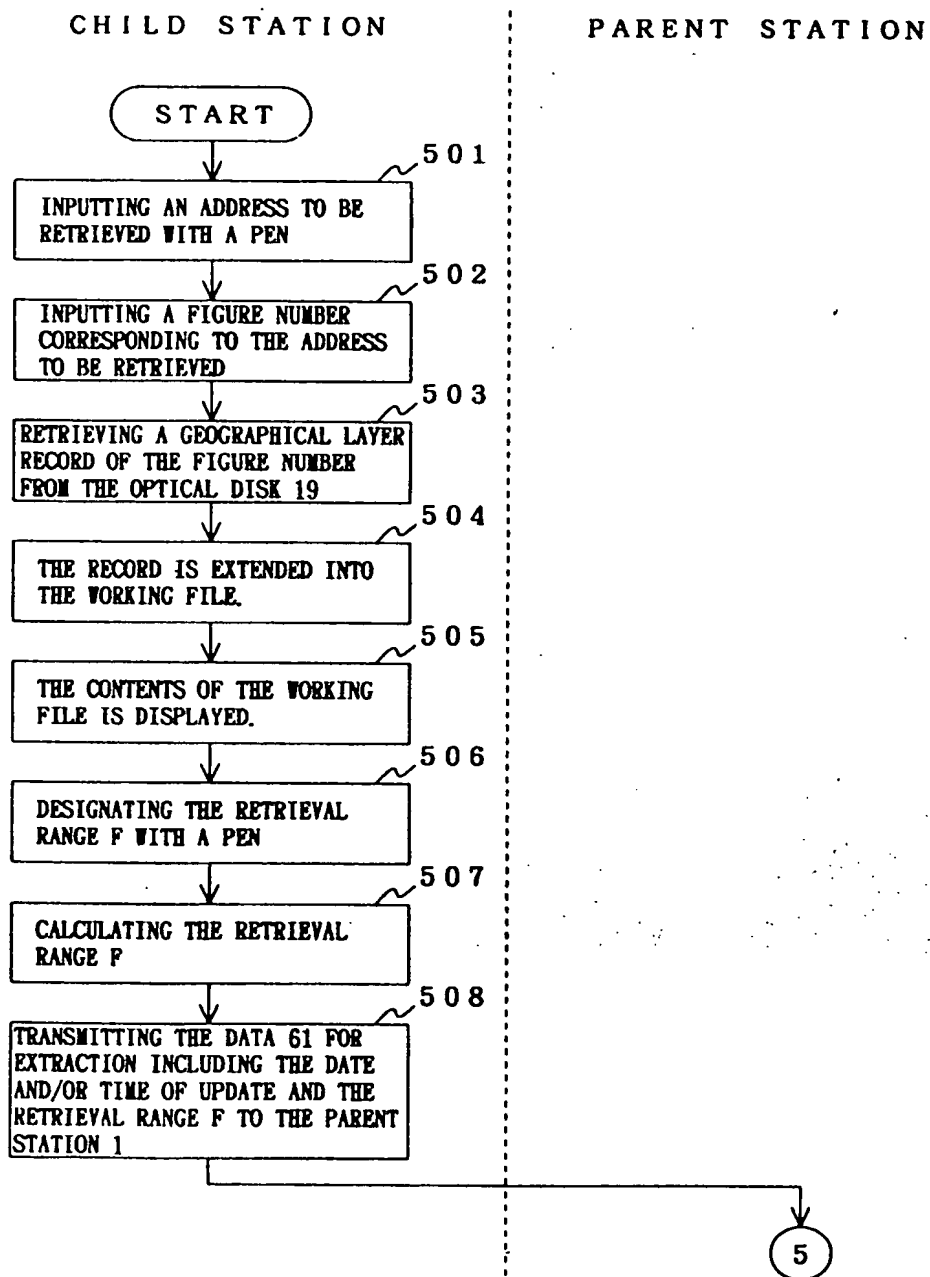 CHILD STATION
PARENT STATION
START
501
INPUTTING AN ADDRESS TO BE
RETRIEVED WITH A PEN
502
INPUTTING A FIGURE NUMBER
CORRESPONDING TO THE ADDRESS
TO BE RETRIEVED
503
RETRIEVING A GEOGRAPHICAL LAYER
RECORD OF THE FIGURE NUMBER
FROM THE OPTICAL DISK 19
504
THE RECORD IS EXTENDED INTO
THE WORKING FILE.
505
THE CONTENTS OF THE WORKING
FILE IS DISPLAYED.
506
DESIGNATING THE RETRIEVAL
RANGE F WITH A PEN
507
CALCULATING THE RETRIEVAL
RANGE F
508
TRANSMITTING THE DATA 61 FOR
EXTRACTION INCLUDING THE DATE
AND/OR TIME OF UPDATE AND THE
RETRIEVAL RANGE F TO THE PARENT
STATION 1
5